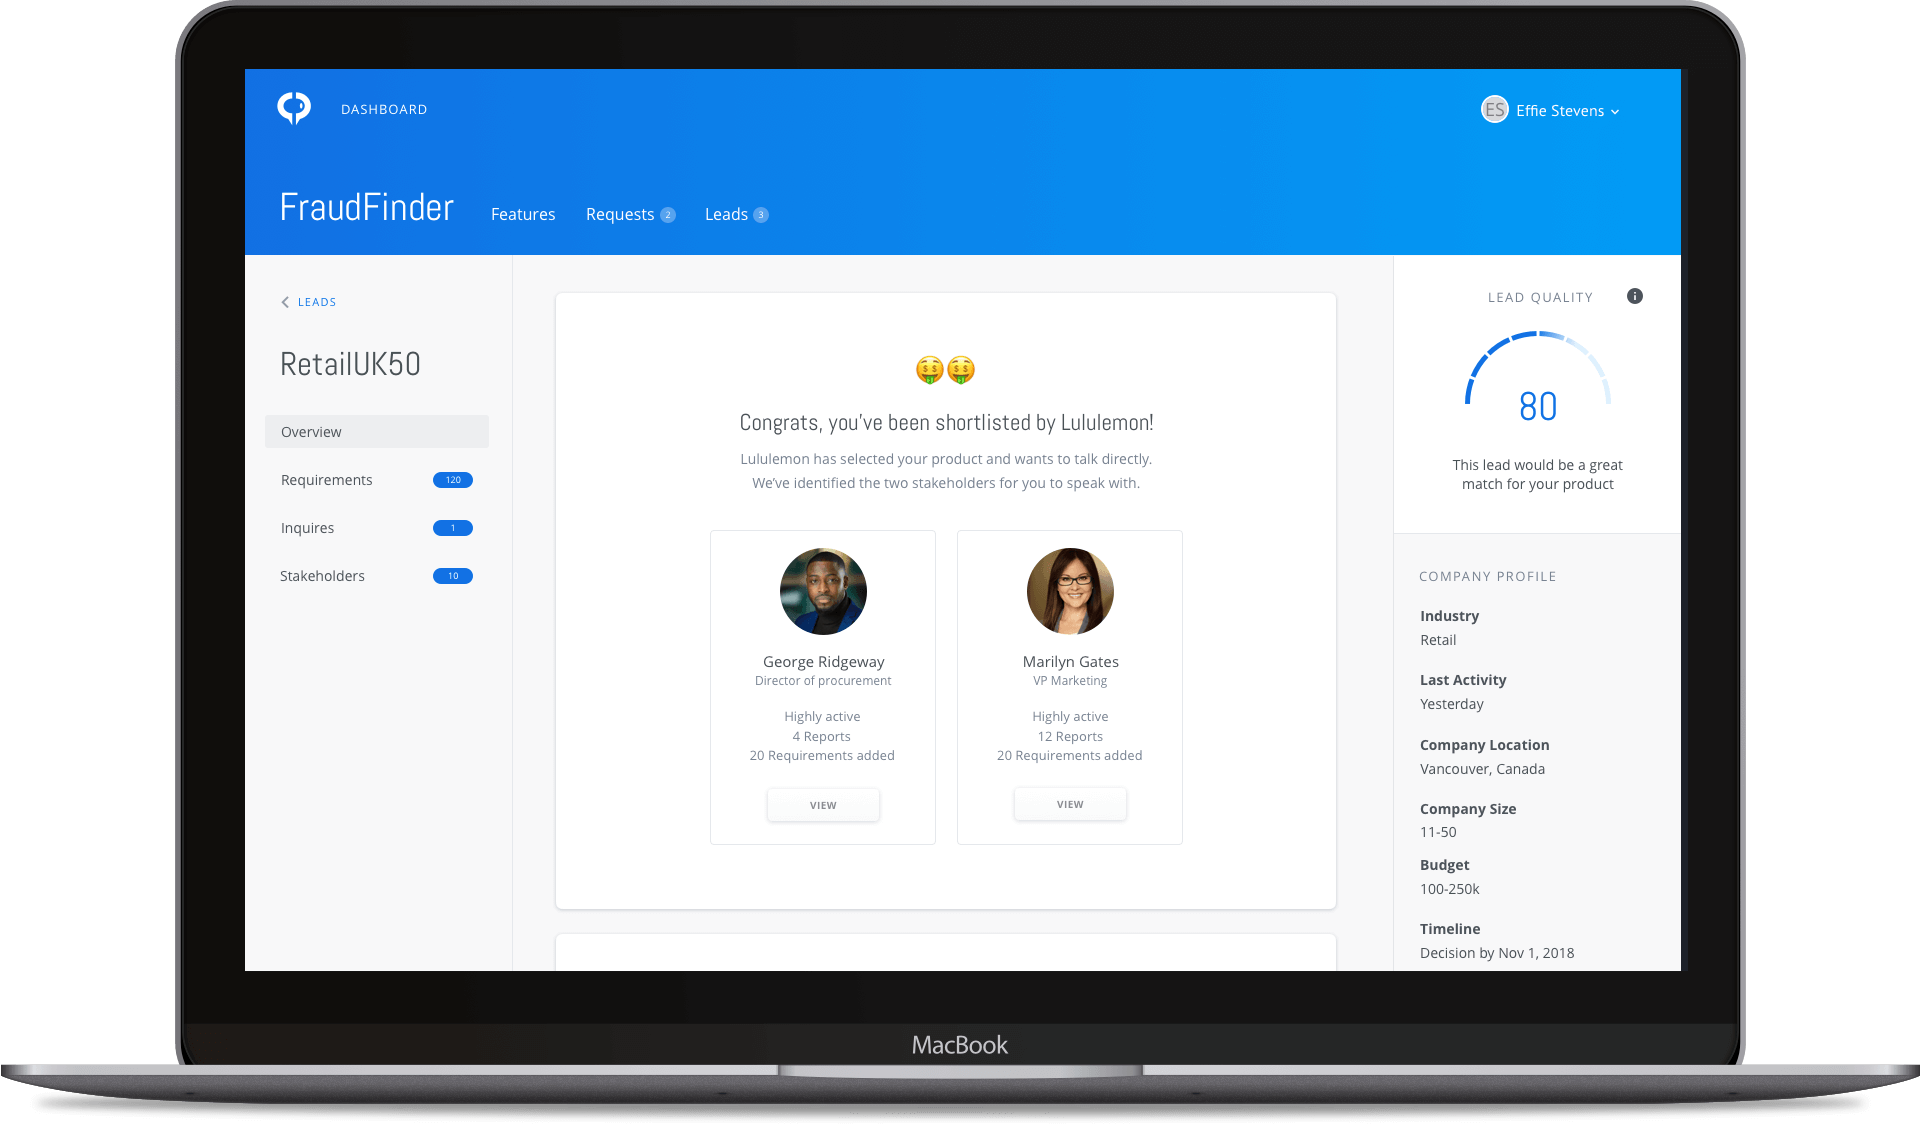 DASHBOARD
ES Effie Stevens
FraudFinder
Features
Requests 2
Leads 3
LEADS
RetailUK50
Overview
Requirements 120
Inquires 1
Stakeholders 10
Congrats, you've been shortlisted by Lululemon!
Lululemon has selected your product and wants to talk directly.
We've identified the two stakeholders for you to speak with.
George Ridgeway
Director of procurement
Highly active
4 Reports
20 Requirements added
VIEW
Marilyn Gates
VP Marketing
Highly active
12 Reports
20 Requirements added
VIEW
LEAD QUALITY
80
This lead would be a great
match for your product
COMPANY PROFILE
Industry
Retail
Last Activity
Yesterday
Company Location
Vancouver, Canada
Company Size
11-50
Budget
100-250k
Timeline
Decision by Nov 1, 2018
MacBook